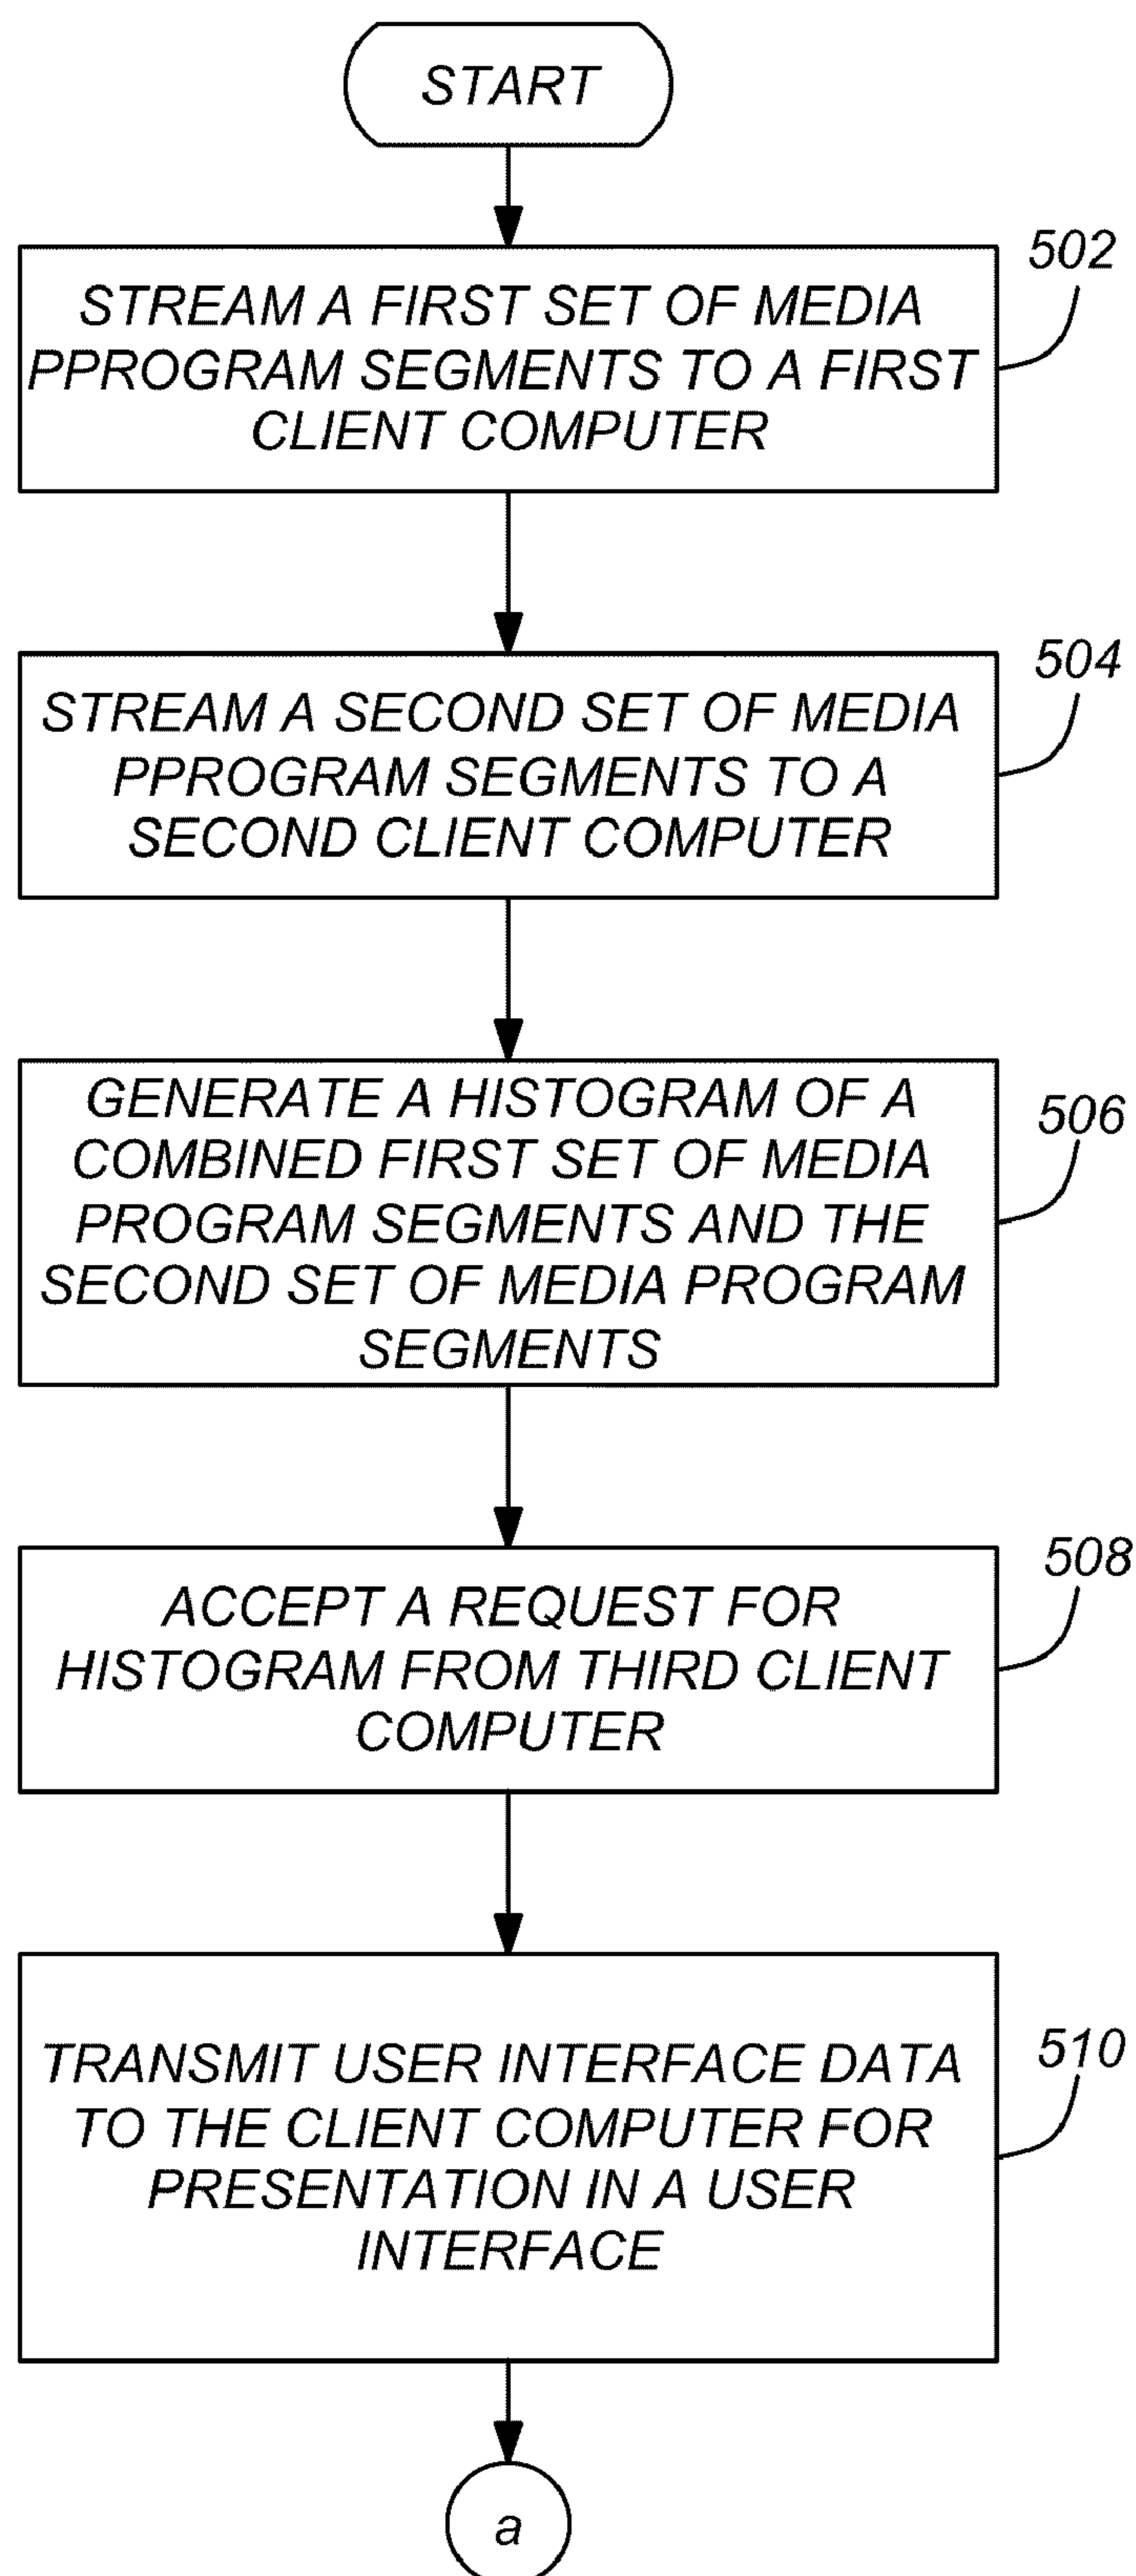 START
502
STREAM A FIRST SET OF MEDIA
PPROGRAM SEGMENTS TO A FIRST
CLIENT COMPUTER
504
STREAM A SECOND SET OF MEDIA
PPROGRAM SEGMENTS TO A
SECOND CLIENT COMPUTER
506
GENERATE A HISTOGRAM OF A
COMBINED FIRST SET OF MEDIA
PROGRAM SEGMENTS AND THE
SECOND SET OF MEDIA PROGRAM
SEGMENTS
508
ACCEPT A REQUEST FOR
HISTOGRAM FROM THIRD CLIENT
COMPUTER
510
TRANSMIT USER INTERFACE DATA
TO THE CLIENT COMPUTER FOR
PRESENTATION IN A USER
INTERFACE
a